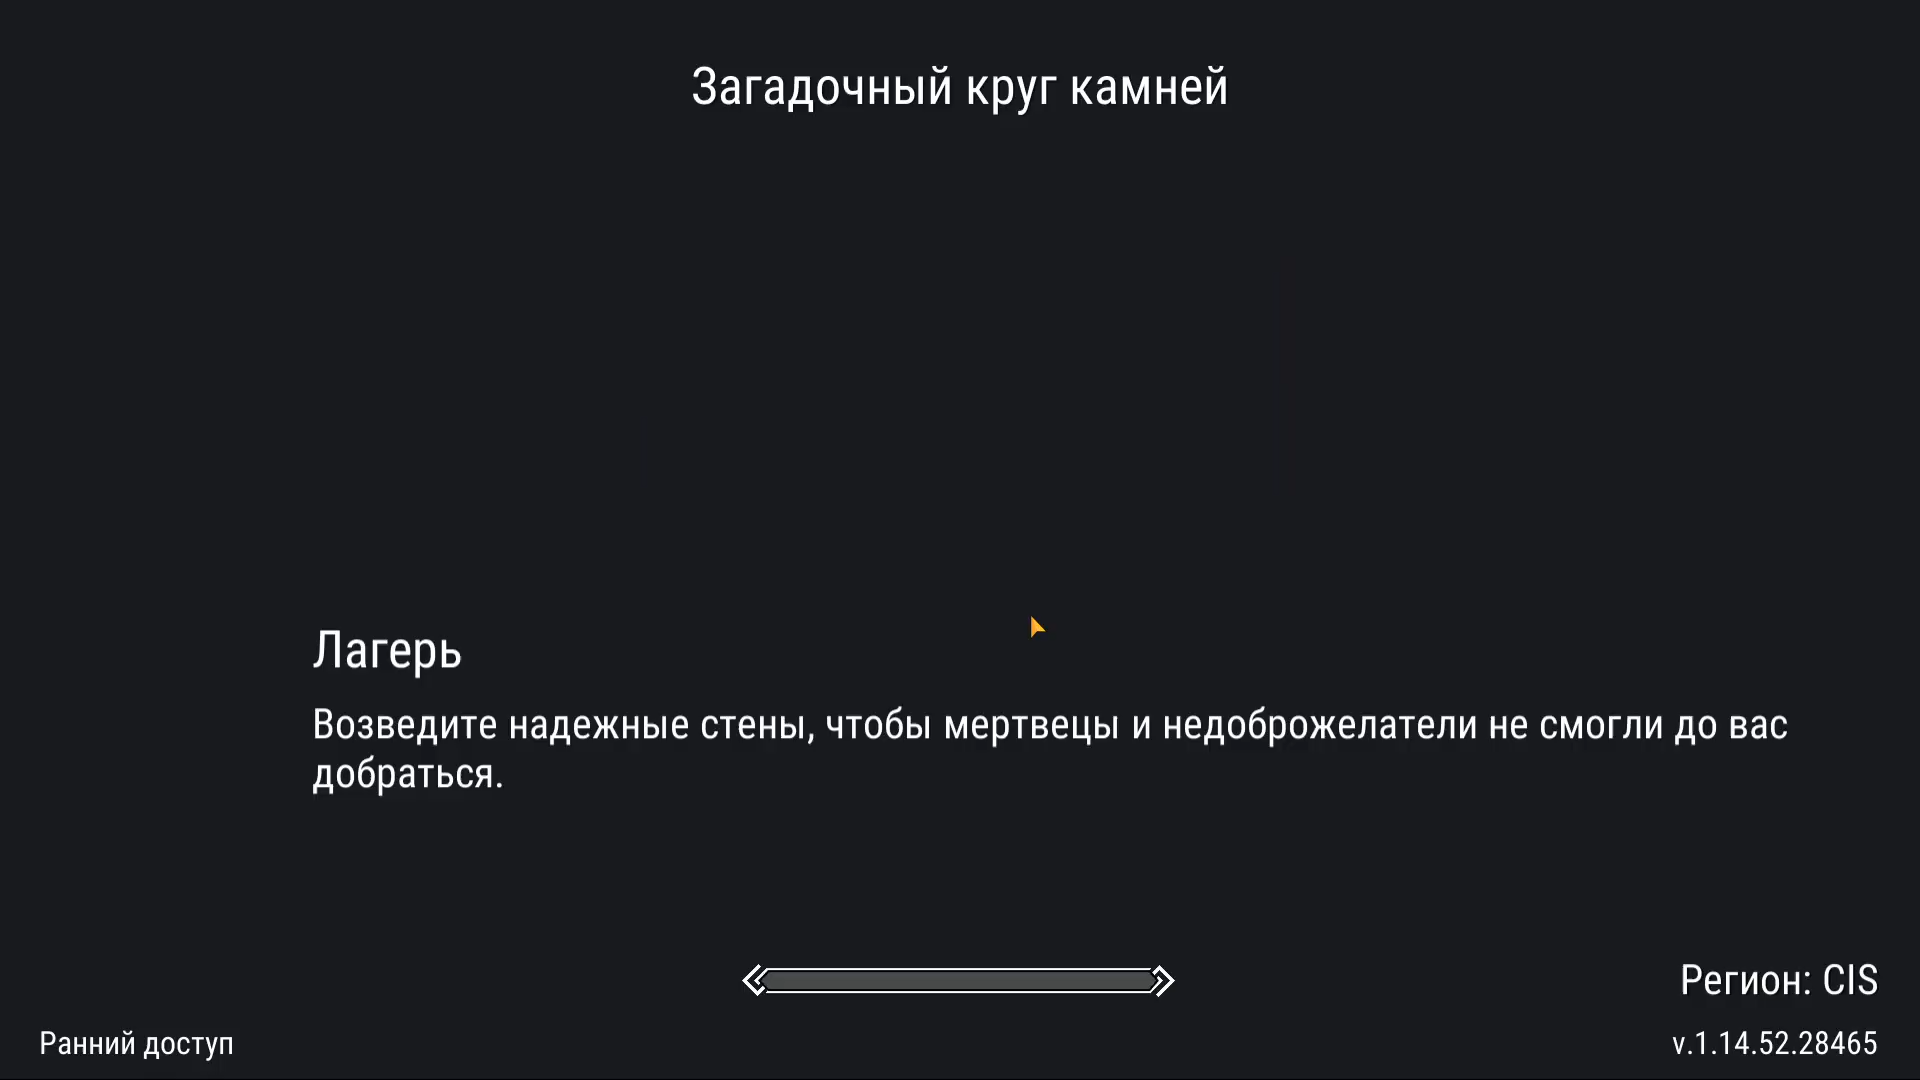 Загадочный круг камней
Лагерь
Возведите надежные стены, чтобы мертвецы и недоброжелатели не смогли до вас
добраться.
Регион: CIS
Ранний доступ
v.1.14.52.28465